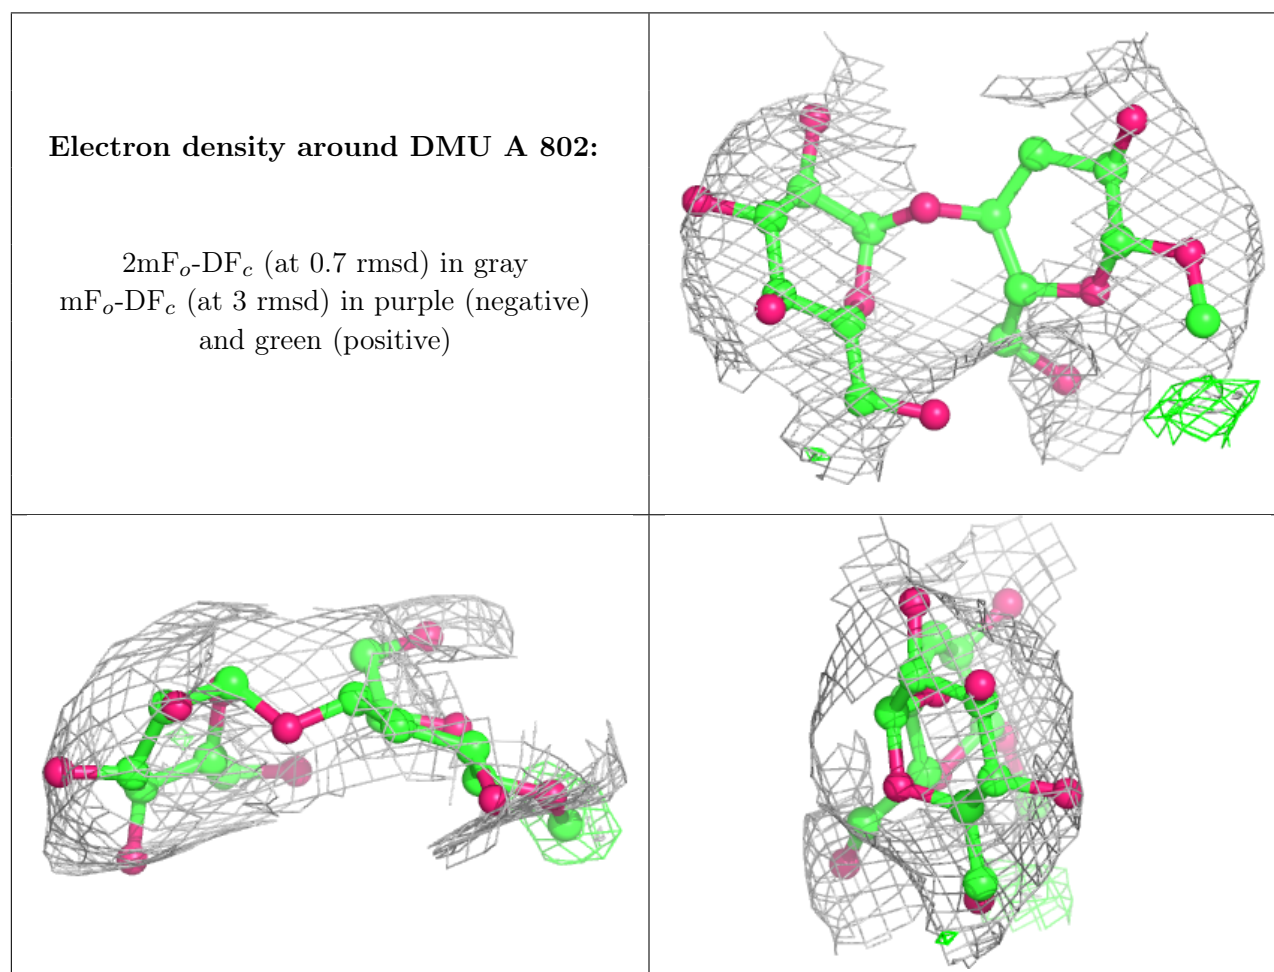 Electron density around DMU A 802:
2mFo-DFc (at 0.7 rmsd) in gray
mFo-DFc (at 3 rmsd) in purple (negative)
and green (positive)